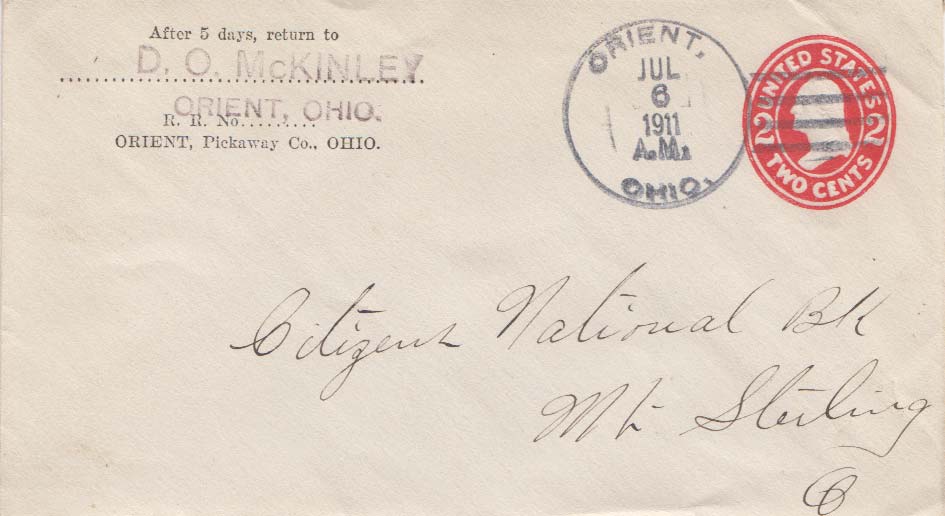 After 5 days, return to
D. O. McKINLEY
ORIENT, OHIO.
R. R. No.........
ORIENT, Pickaway Co., OHIO.
ORIENT,
JUL
6
1911
A.M.
OHIO.
UNITED STATES
2 2
TWO CENTS
Citizens National Bk
Mt Sterling
O